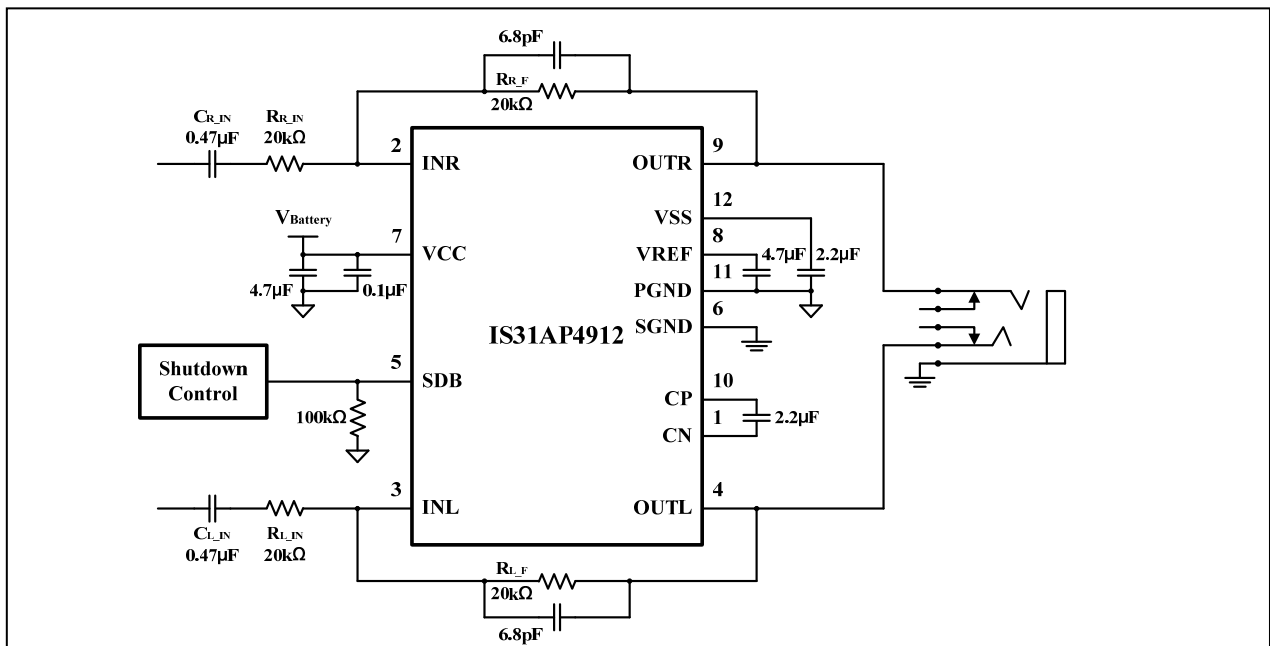 6.8pF
RR_F
20kΩ
CR_IN
0.47µF
RR_IN
20kΩ
2
INR
OUTR
9
12
VSS
VBattery
7
VCC
8
VREF
4.7µF
2.2µF
4.7µF
0.1µF
11
PGND
6
SGND
IS31AP4912
Shutdown
Control
5
SDB
100kΩ
10
CP
1
CN
2.2µF
3
INL
OUTL
4
CL_IN
0.47µF
RL_IN
20kΩ
RL_F
20kΩ
6.8pF